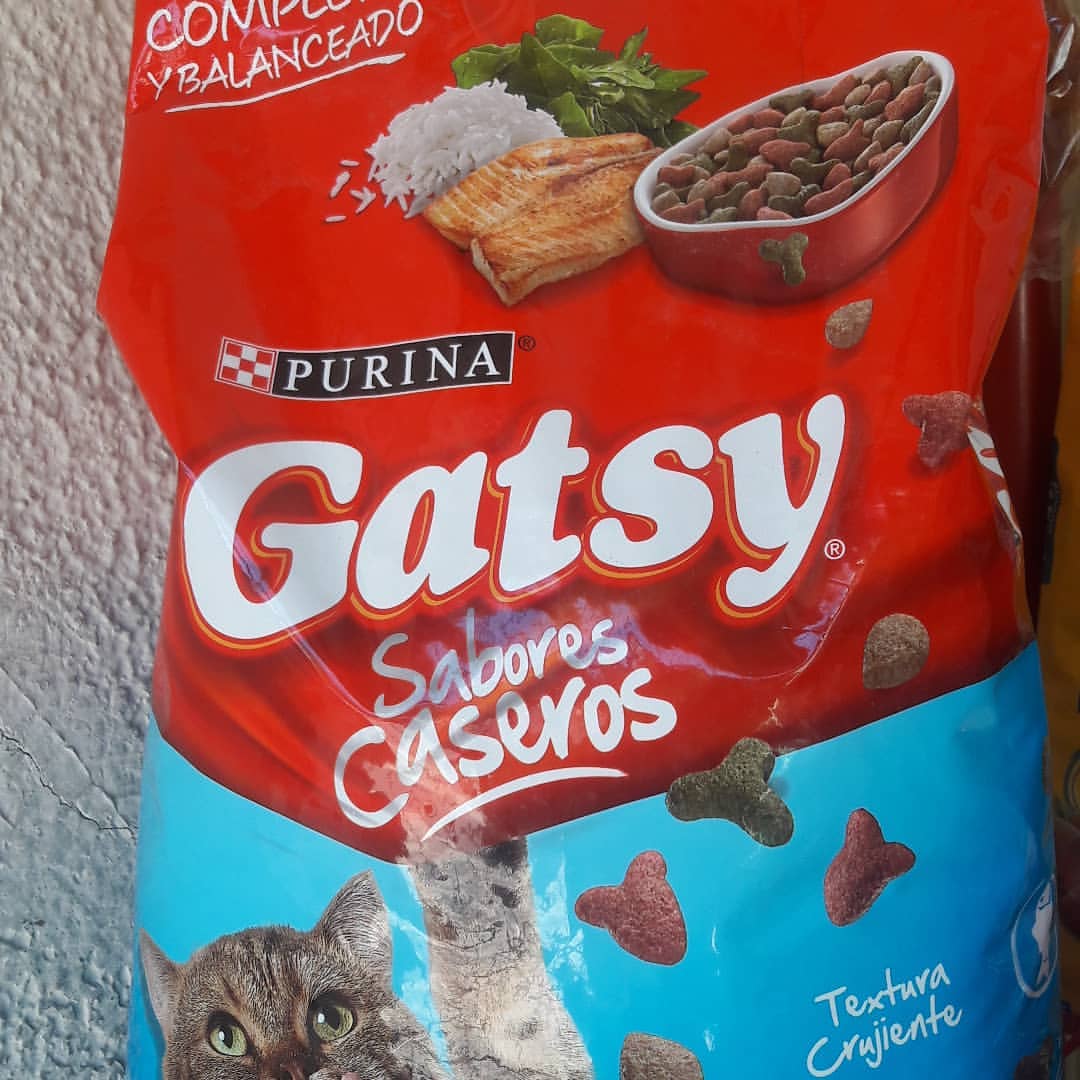 Y BALANCEADO
PURINA®
Gatsy®
Sabores
Caseros
Textura
Crujiente